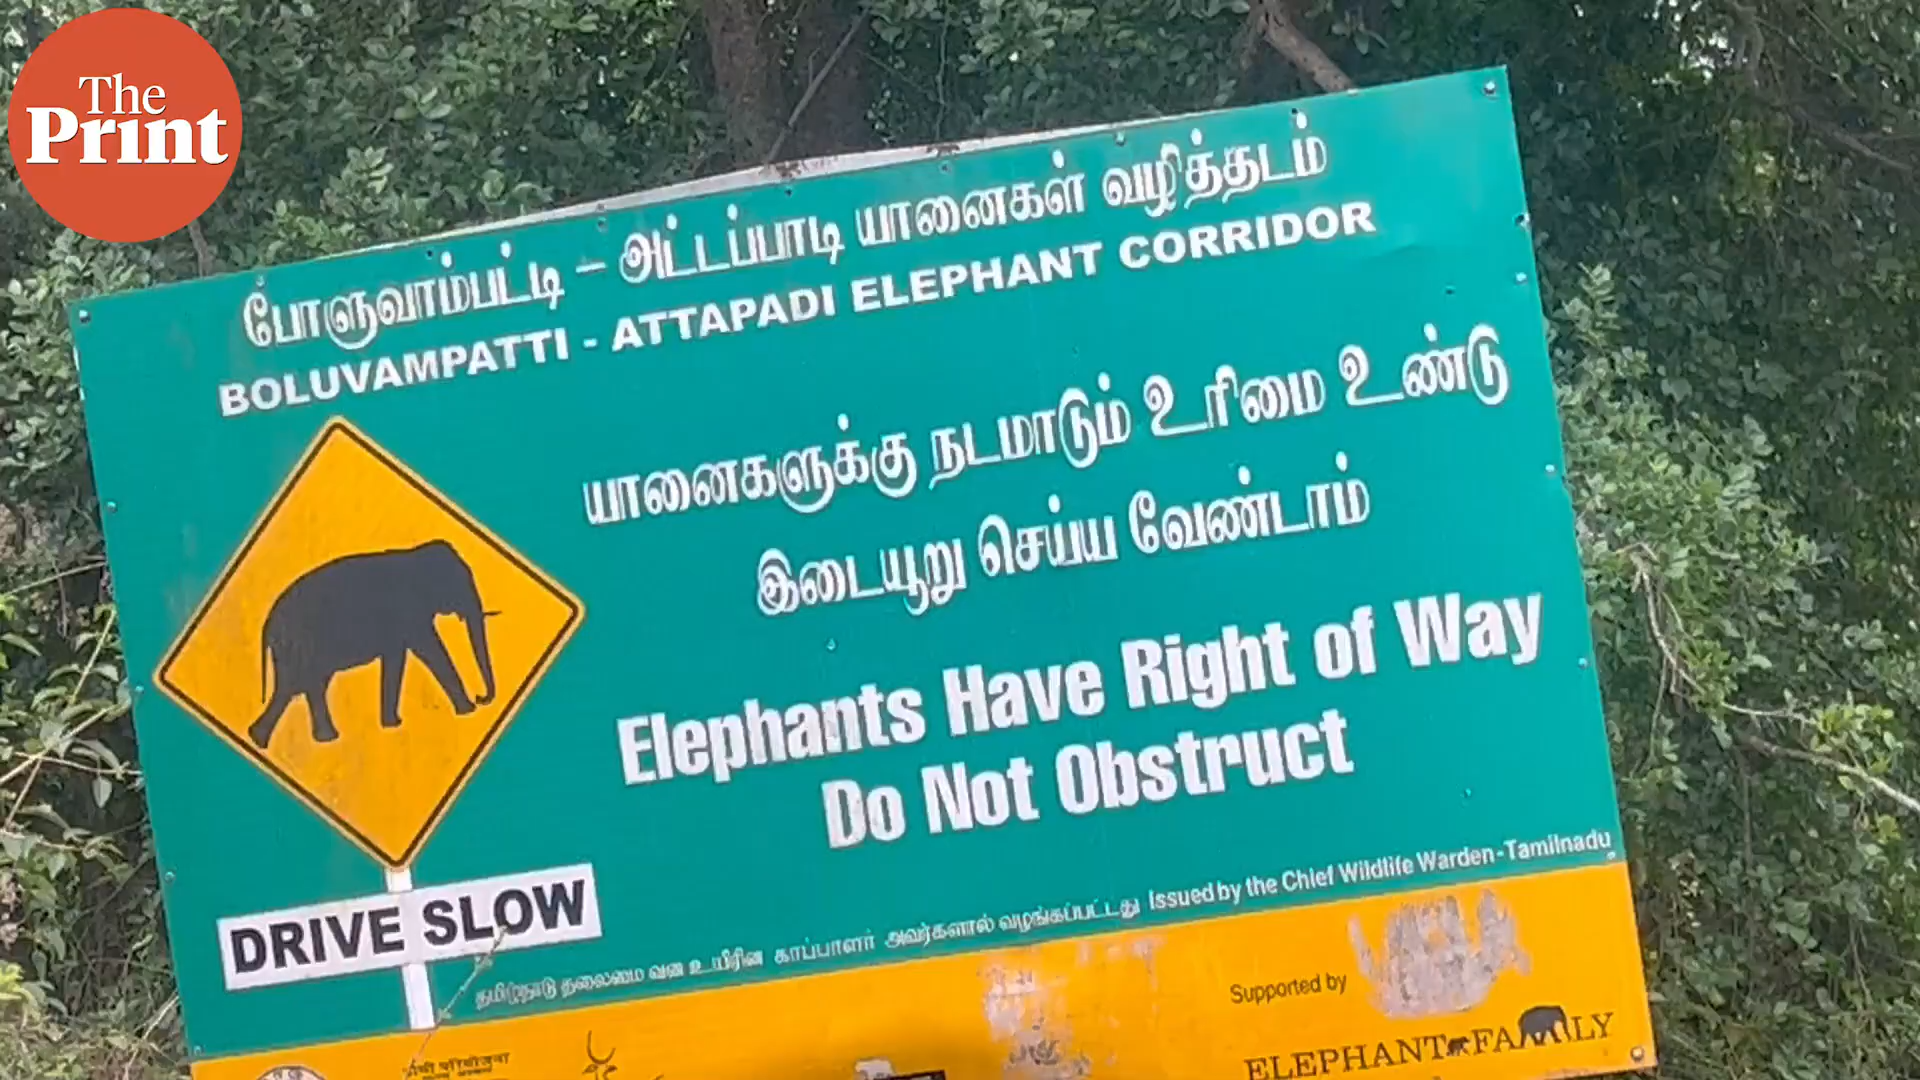 The
Print
போளுவாம்பட்டி – அட்டப்பாடி யானைகள் வழித்தடம்
BOLUVAMPATTI - ATTAPADI ELEPHANT CORRIDOR
யானைகளுக்கு நடமாடும் உரிமை உண்டு
இடையூறு செய்ய வேண்டாம்
Elephants Have Right of Way
Do Not Obstruct
DRIVE SLOW
தமிழ்நாடு தலைமை வன உயிரின காப்பாளர் அவர்களால் வழங்கப்பட்டது Issued by the Chief Wildlife Warden-Tamilnadu
Supported by
ELEPHANT FAMILY